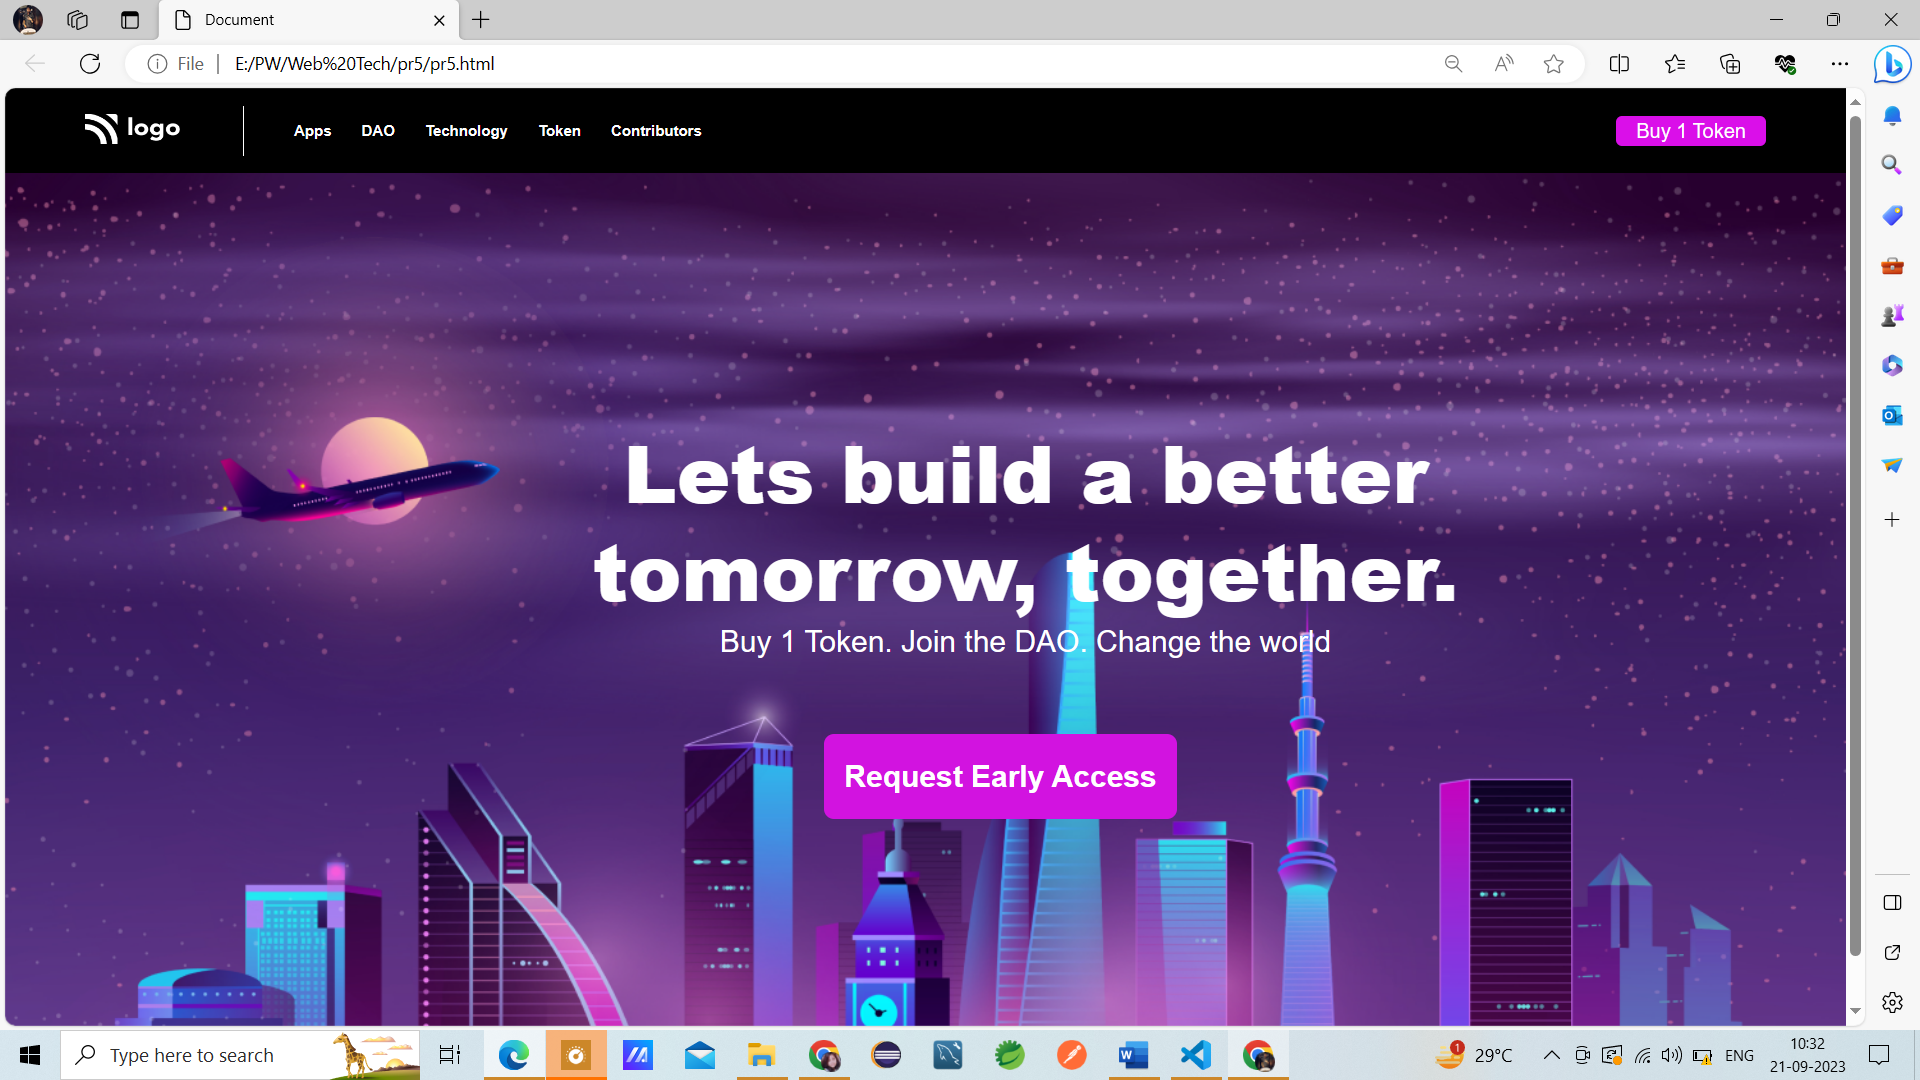 Document
File
E:/PW/Web%20Tech/pr5/pr5.html
logo
Apps
DAO
Technology
Token
Contributors
Buy 1 Token
Lets build a better
tomorrow, together.
Buy 1 Token. Join the DAO. Change the world
Request Early Access
Type here to search
1
29°C
ENG
10:32
21-09-2023